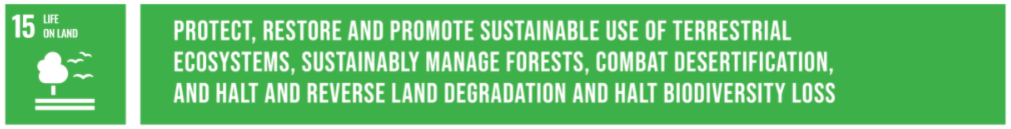 15 LIFE
ON LAND
PROTECT, RESTORE AND PROMOTE SUSTAINABLE USE OF TERRESTRIAL
ECOSYSTEMS, SUSTAINABLY MANAGE FORESTS, COMBAT DESERTIFICATION,
AND HALT AND REVERSE LAND DEGRADATION AND HALT BIODIVERSITY LOSS